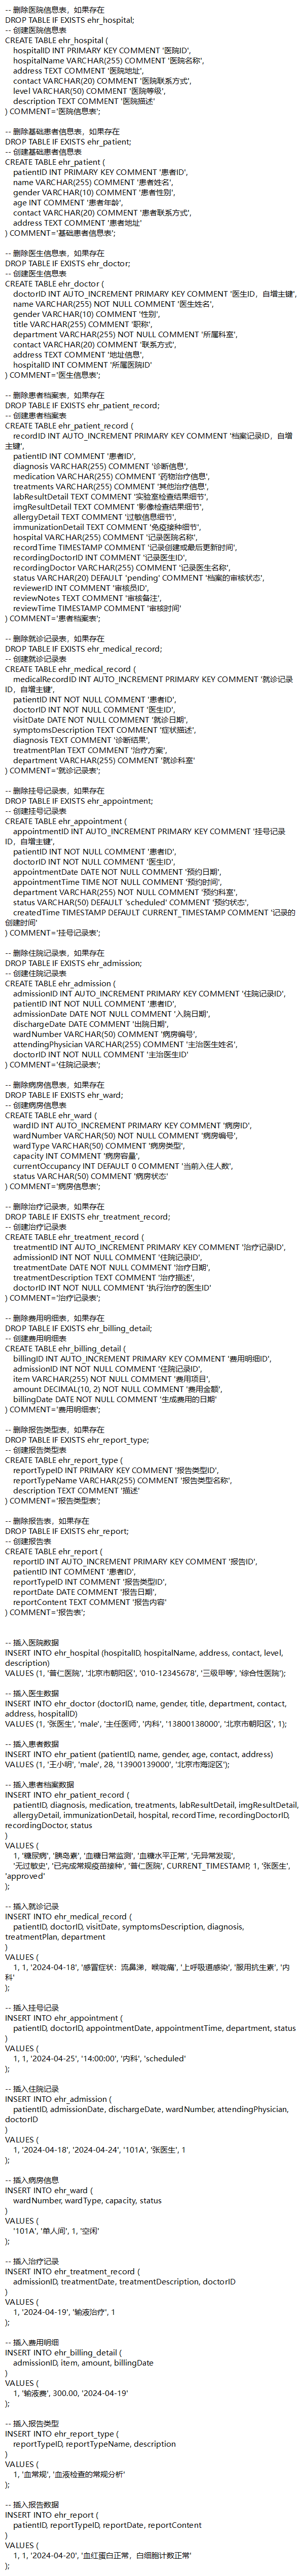 -- 删除医院信息表，如果存在
DROP TABLE IF EXISTS ehr_hospital;
-- 创建医院信息表
CREATE TABLE ehr_hospital (
hospitalID INT PRIMARY KEY COMMENT '医院ID',
hospitalName VARCHAR(255) COMMENT '医院名称',
address TEXT COMMENT '医院地址',
contact VARCHAR(20) COMMENT '医院联系方式',
level VARCHAR(50) COMMENT '医院等级',
description TEXT COMMENT '医院描述'
) COMMENT='医院信息表';

-- 删除基础患者信息表，如果存在
DROP TABLE IF EXISTS ehr_patient;
-- 创建基础患者信息表
CREATE TABLE ehr_patient (
patientID INT PRIMARY KEY COMMENT '患者ID',
name VARCHAR(255) COMMENT '患者姓名',
gender VARCHAR(10) COMMENT '患者性别',
age INT COMMENT '患者年龄',
contact VARCHAR(20) COMMENT '患者联系方式',
address TEXT COMMENT '患者地址'
) COMMENT='基础患者信息表';

-- 删除医生信息表，如果存在
DROP TABLE IF EXISTS ehr_doctor;
-- 创建医生信息表
CREATE TABLE ehr_doctor (
doctorID INT AUTO_INCREMENT PRIMARY KEY COMMENT '医生ID，自增主键',
name VARCHAR(255) NOT NULL COMMENT '医生姓名',
gender VARCHAR(10) COMMENT '性别',
title VARCHAR(255) COMMENT '职称',
department VARCHAR(255) NOT NULL COMMENT '所属科室',
contact VARCHAR(20) COMMENT '联系方式',
address TEXT COMMENT '地址信息',
hospitalID INT COMMENT '所属医院ID'
) COMMENT='医生信息表';

-- 删除患者档案表，如果存在
DROP TABLE IF EXISTS ehr_patient_record;
-- 创建患者档案表
CREATE TABLE ehr_patient_record (
recordID INT AUTO_INCREMENT PRIMARY KEY COMMENT '档案记录ID，自增
主键',
patientID INT COMMENT '患者ID',
diagnosis VARCHAR(255) COMMENT '诊断信息',
medication VARCHAR(255) COMMENT '药物治疗信息',
treatments VARCHAR(255) COMMENT '其他治疗信息',
labResultDetail TEXT COMMENT '实验室检查结果细节',
imgResultDetail TEXT COMMENT '影像检查结果细节',
allergyDetail TEXT COMMENT '过敏信息细节',
immunizationDetail TEXT COMMENT '免疫接种细节',
hospital VARCHAR(255) COMMENT '记录医院名称',
recordTime TIMESTAMP COMMENT '记录创建或最后更新时间',
recordingDoctorID INT COMMENT '记录医生ID',
recordingDoctor VARCHAR(255) COMMENT '记录医生名称',
status VARCHAR(20) DEFAULT 'pending' COMMENT '档案的审核状态',
reviewerID INT COMMENT '审核员ID',
reviewNotes TEXT COMMENT '审核备注',
reviewTime TIMESTAMP COMMENT '审核时间'
) COMMENT='患者档案表';

-- 删除就诊记录表，如果存在
DROP TABLE IF EXISTS ehr_medical_record;
-- 创建就诊记录表
CREATE TABLE ehr_medical_record (
medicalRecordID INT AUTO_INCREMENT PRIMARY KEY COMMENT '就诊记录
ID，自增主键',
patientID INT NOT NULL COMMENT '患者ID',
doctorID INT NOT NULL COMMENT '医生ID',
visitDate DATE NOT NULL COMMENT '就诊日期',
symptomsDescription TEXT COMMENT '症状描述',
diagnosis TEXT COMMENT '诊断结果',
treatmentPlan TEXT COMMENT '治疗方案',
department VARCHAR(255) COMMENT '就诊科室'
) COMMENT='就诊记录表';

-- 删除挂号记录表，如果存在
DROP TABLE IF EXISTS ehr_appointment;
-- 创建挂号记录表
CREATE TABLE ehr_appointment (
appointmentID INT AUTO_INCREMENT PRIMARY KEY COMMENT '挂号记录
ID，自增主键',
patientID INT NOT NULL COMMENT '患者ID',
doctorID INT NOT NULL COMMENT '医生ID',
appointmentDate DATE NOT NULL COMMENT '预约日期',
appointmentTime TIME NOT NULL COMMENT '预约时间',
department VARCHAR(255) NOT NULL COMMENT '预约科室',
status VARCHAR(50) DEFAULT 'scheduled' COMMENT '预约状态',
createdTime TIMESTAMP DEFAULT CURRENT_TIMESTAMP COMMENT '记录的
创建时间'
) COMMENT='挂号记录表';

-- 删除住院记录表，如果存在
DROP TABLE IF EXISTS ehr_admission;
-- 创建住院记录表
CREATE TABLE ehr_admission (
admissionID INT AUTO_INCREMENT PRIMARY KEY COMMENT '住院记录ID',
patientID INT NOT NULL COMMENT '患者ID',
admissionDate DATE NOT NULL COMMENT '入院日期',
dischargeDate DATE COMMENT '出院日期',
wardNumber VARCHAR(50) COMMENT '病房编号',
attendingPhysician VARCHAR(255) COMMENT '主治医生姓名',
doctorID INT NOT NULL COMMENT '主治医生ID'
) COMMENT='住院记录表';

-- 删除病房信息表，如果存在
DROP TABLE IF EXISTS ehr_ward;
-- 创建病房信息表
CREATE TABLE ehr_ward (
wardID INT AUTO_INCREMENT PRIMARY KEY COMMENT '病房ID',
wardNumber VARCHAR(50) NOT NULL COMMENT '病房编号',
wardType VARCHAR(50) COMMENT '病房类型',
capacity INT COMMENT '病房容量',
currentOccupancy INT DEFAULT 0 COMMENT '当前入住人数',
status VARCHAR(50) COMMENT '病房状态'
) COMMENT='病房信息表';

-- 删除治疗记录表，如果存在
DROP TABLE IF EXISTS ehr_treatment_record;
-- 创建治疗记录表
CREATE TABLE ehr_treatment_record (
treatmentID INT AUTO_INCREMENT PRIMARY KEY COMMENT '治疗记录ID',
admissionID INT NOT NULL COMMENT '住院记录ID',
treatmentDate DATE NOT NULL COMMENT '治疗日期',
treatmentDescription TEXT COMMENT '治疗描述',
doctorID INT NOT NULL COMMENT '执行治疗的医生ID'
) COMMENT='治疗记录表';

-- 删除费用明细表，如果存在
DROP TABLE IF EXISTS ehr_billing_detail;
-- 创建费用明细表
CREATE TABLE ehr_billing_detail (
billingID INT AUTO_INCREMENT PRIMARY KEY COMMENT '费用明细ID',
admissionID INT NOT NULL COMMENT '住院记录ID',
item VARCHAR(255) NOT NULL COMMENT '费用项目',
amount DECIMAL(10, 2) NOT NULL COMMENT '费用金额',
billingDate DATE NOT NULL COMMENT '生成费用的日期'
) COMMENT='费用明细表';

-- 删除报告类型表，如果存在
DROP TABLE IF EXISTS ehr_report_type;
-- 创建报告类型表
CREATE TABLE ehr_report_type (
reportTypeID INT PRIMARY KEY COMMENT '报告类型ID',
reportTypeName VARCHAR(255) COMMENT '报告类型名称',
description TEXT COMMENT '描述'
) COMMENT='报告类型表';

-- 删除报告表，如果存在
DROP TABLE IF EXISTS ehr_report;
-- 创建报告表
CREATE TABLE ehr_report (
reportID INT AUTO_INCREMENT PRIMARY KEY COMMENT '报告ID',
patientID INT COMMENT '患者ID',
reportTypeID INT COMMENT '报告类型ID',
reportDate DATE COMMENT '报告日期',
reportContent TEXT COMMENT '报告内容'
) COMMENT='报告表';

-- 插入医院数据
INSERT INTO ehr_hospital (hospitalID, hospitalName, address, contact, level,
description)
VALUES (1, '普仁医院', '北京市朝阳区', '010-12345678', '三级甲等', '综合性医院');

-- 插入医生数据
INSERT INTO ehr_doctor (doctorID, name, gender, title, department, contact,
address, hospitalID)
VALUES (1, '张医生', 'male', '主任医师', '内科', '13800138000', '北京市朝阳区', 1);

-- 插入患者数据
INSERT INTO ehr_patient (patientID, name, gender, age, contact, address)
VALUES (1, '王小明', 'male', 28, '13900139000', '北京市海淀区');

-- 插入患者档案数据
INSERT INTO ehr_patient_record (
patientID, diagnosis, medication, treatments, labResultDetail, imgResultDetail,
allergyDetail, immunizationDetail, hospital, recordTime, recordingDoctorID,
recordingDoctor, status
)
VALUES (
1, '糖尿病', '胰岛素', '血糖日常监测', '血糖水平正常', '无异常发现',
'无过敏史', '已完成常规疫苗接种', '普仁医院', CURRENT_TIMESTAMP, 1, '张医生',
'approved'
);

-- 插入就诊记录
INSERT INTO ehr_medical_record (
patientID, doctorID, visitDate, symptomsDescription, diagnosis,
treatmentPlan, department
)
VALUES (
1, 1, '2024-04-18', '感冒症状：流鼻涕，喉咙痛', '上呼吸道感染', '服用抗生素', '内
科'
);

-- 插入挂号记录
INSERT INTO ehr_appointment (
patientID, doctorID, appointmentDate, appointmentTime, department, status
)
VALUES (
1, 1, '2024-04-25', '14:00:00', '内科', 'scheduled'
);

-- 插入住院记录
INSERT INTO ehr_admission (
patientID, admissionDate, dischargeDate, wardNumber, attendingPhysician,
doctorID
)
VALUES (
1, '2024-04-18', '2024-04-24', '101A', '张医生', 1
);

-- 插入病房信息
INSERT INTO ehr_ward (
wardNumber, wardType, capacity, status
)
VALUES (
'101A', '单人间', 1, '空闲'
);

-- 插入治疗记录
INSERT INTO ehr_treatment_record (
admissionID, treatmentDate, treatmentDescription, doctorID
)
VALUES (
1, '2024-04-19', '输液治疗', 1
);

-- 插入费用明细
INSERT INTO ehr_billing_detail (
admissionID, item, amount, billingDate
)
VALUES (
1, '输液费', 300.00, '2024-04-19'
);

-- 插入报告类型
INSERT INTO ehr_report_type (
reportTypeID, reportTypeName, description
)
VALUES (
1, '血常规', '血液检查的常规分析'
);

-- 插入报告数据
INSERT INTO ehr_report (
patientID, reportTypeID, reportDate, reportContent
)
VALUES (
1, 1, '2024-04-20', '血红蛋白正常，白细胞计数正常'
);